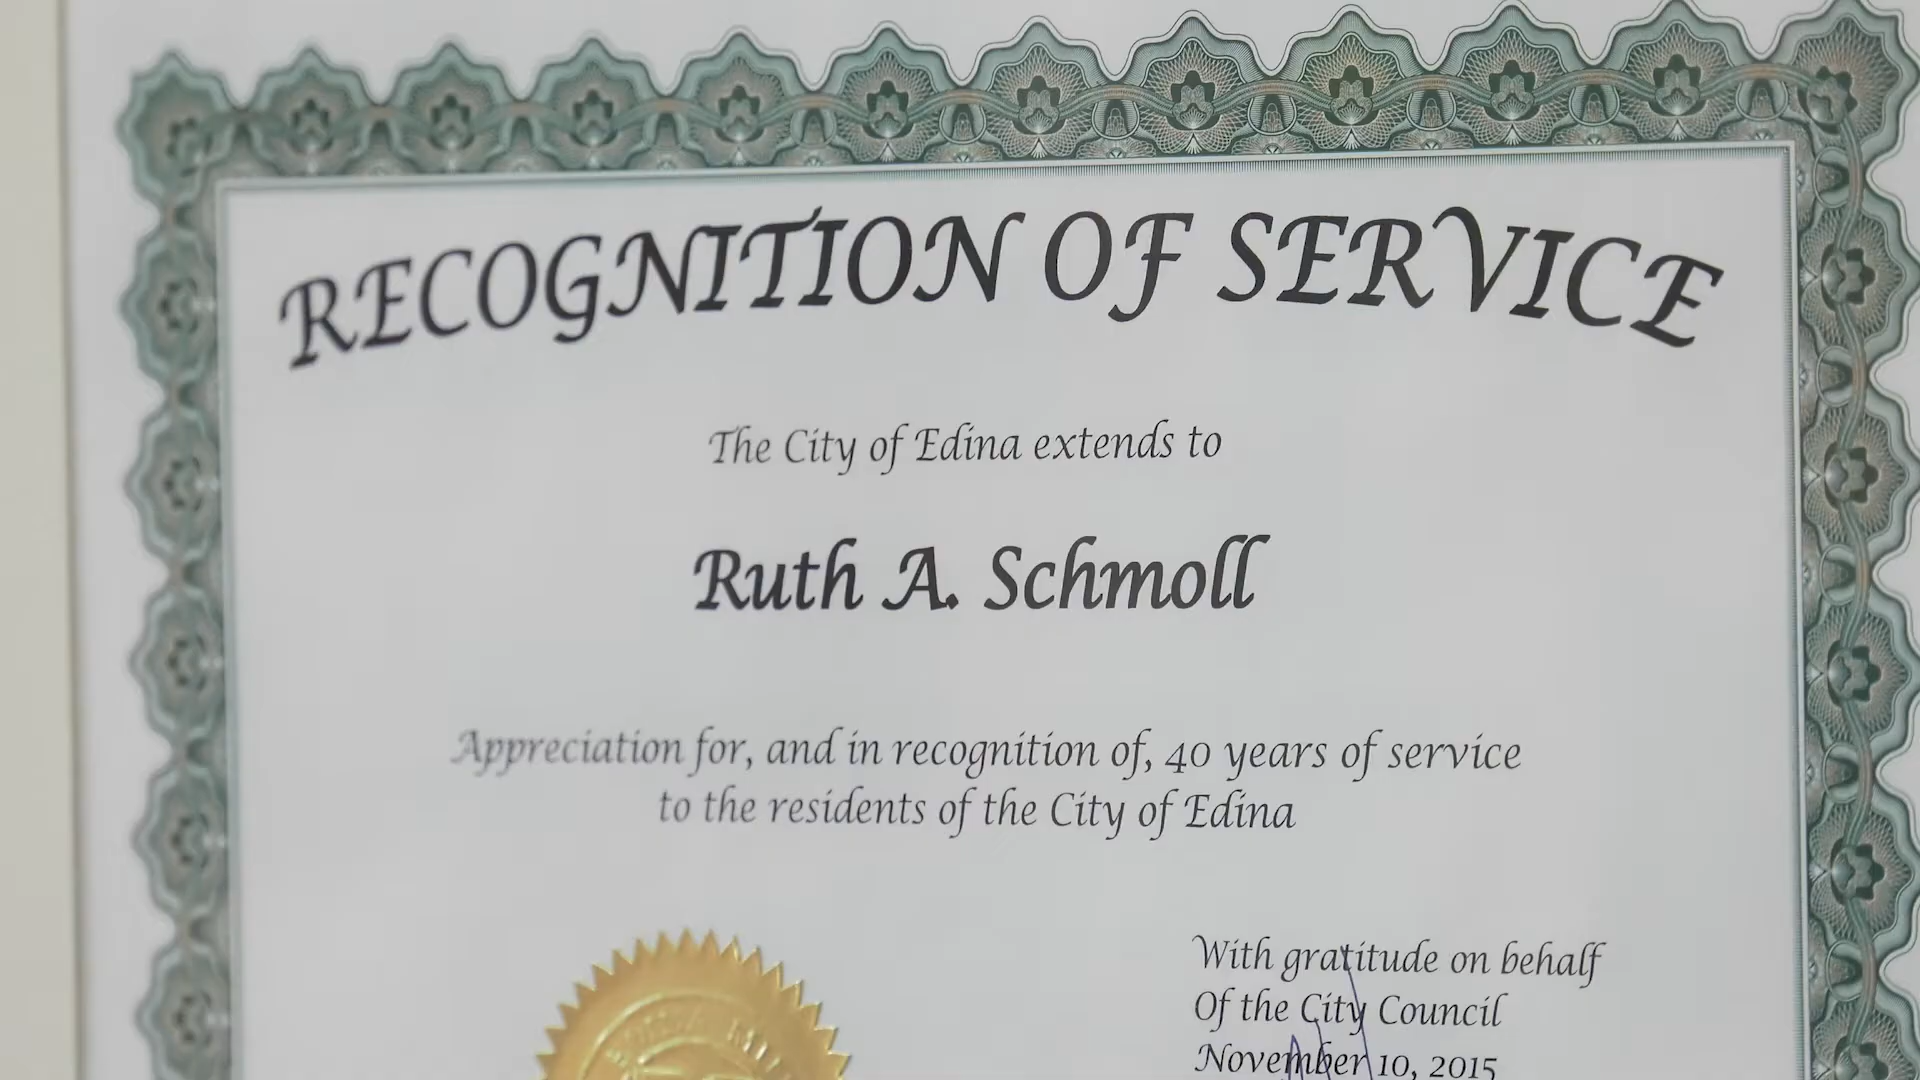 RECOGNITION OF SERVICE
The City of Edina extends to
Ruth A. Schmoll
Appreciation for, and in recognition of, 40 years of service
to the residents of the City of Edina
With gratitude on behalf
Of the City Council
November 10, 2015